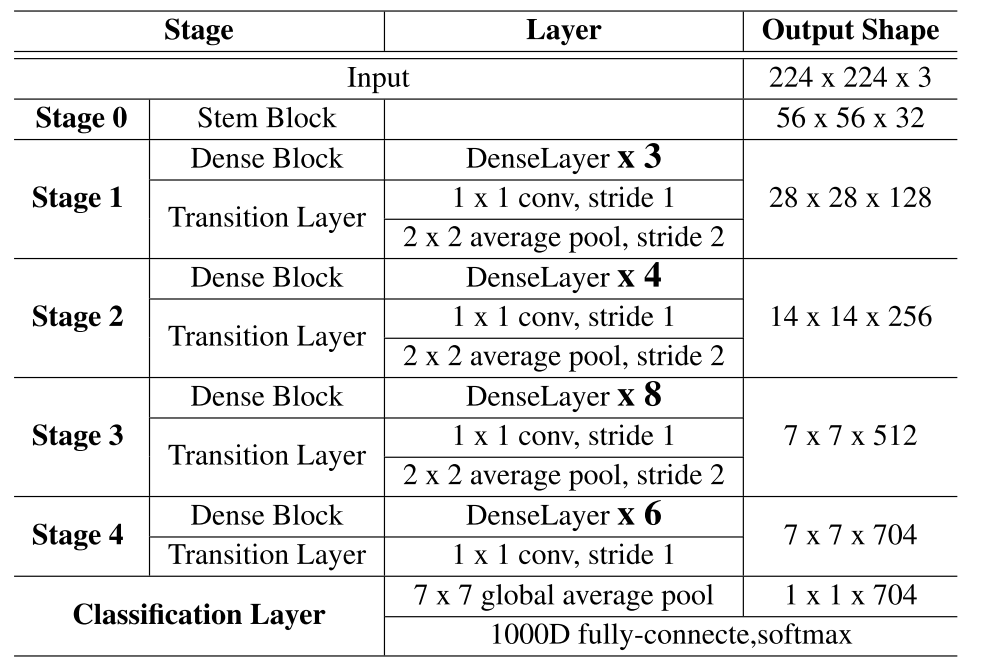 Stage Layer Output Shape
Input 224 x 224 x 3
Stage 0 Stem Block 56 x 56 x 32
Dense Block DenseLayer x 3
Stage 1 Transition Layer 1 x 1 conv, stride 1 28 x 28 x 128
2 x 2 average pool, stride 2
Dense Block DenseLayer x 4
Stage 2 Transition Layer 1 x 1 conv, stride 1 14 x 14 x 256
2 x 2 average pool, stride 2
Dense Block DenseLayer x 8
Stage 3 Transition Layer 1 x 1 conv, stride 1 7 x 7 x 512
2 x 2 average pool, stride 2
Stage 4 Dense Block DenseLayer x 6 7 x 7 x 704
Transition Layer 1 x 1 conv, stride 1
Classification Layer 7 x 7 global average pool 1 x 1 x 704
1000D fully-connecte,softmax